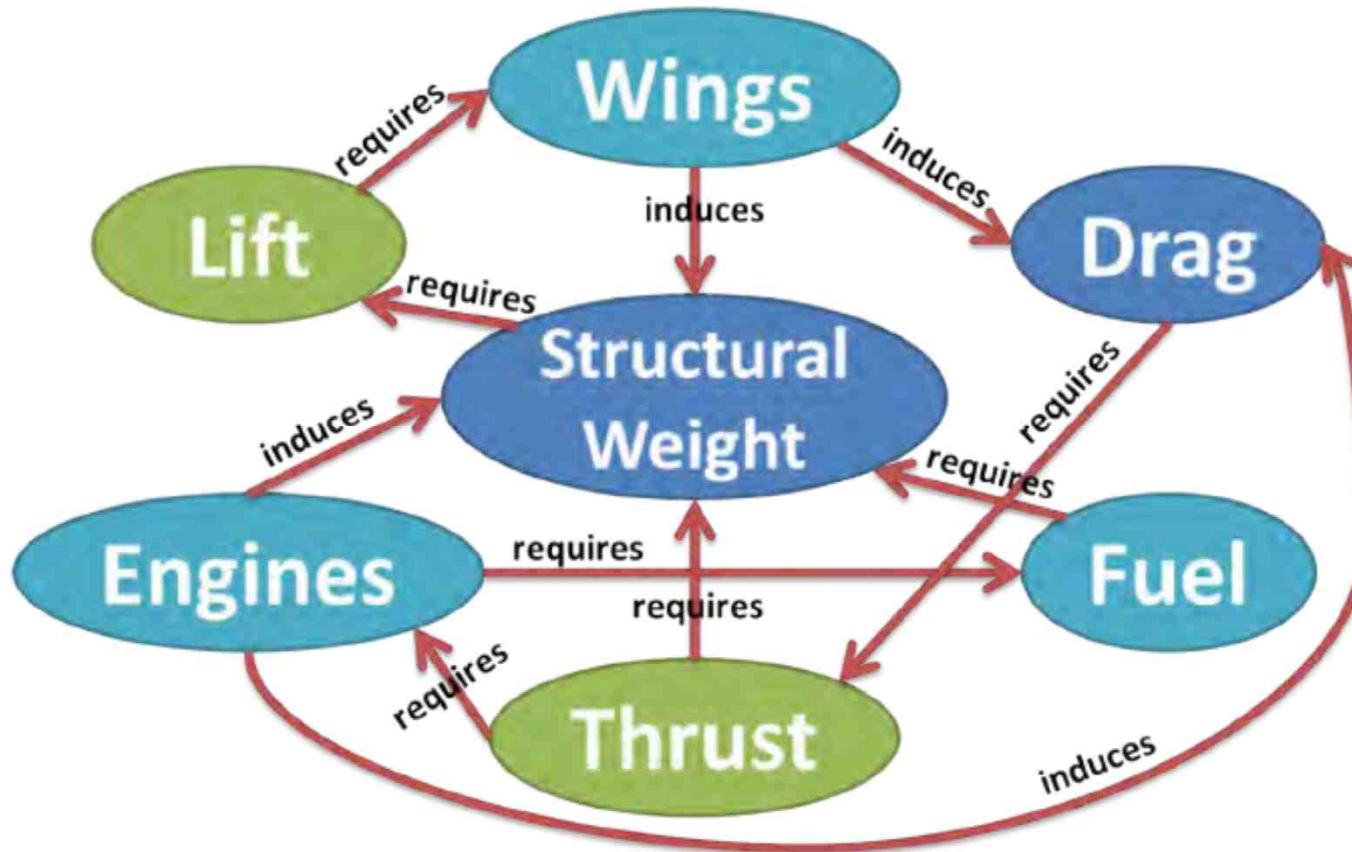 Wings
requires
induces
induces
Lift
Drag
requires
Structural
Weight
requires
induces
requires
Engines
requires
Fuel
requires
requires
Thrust
induces